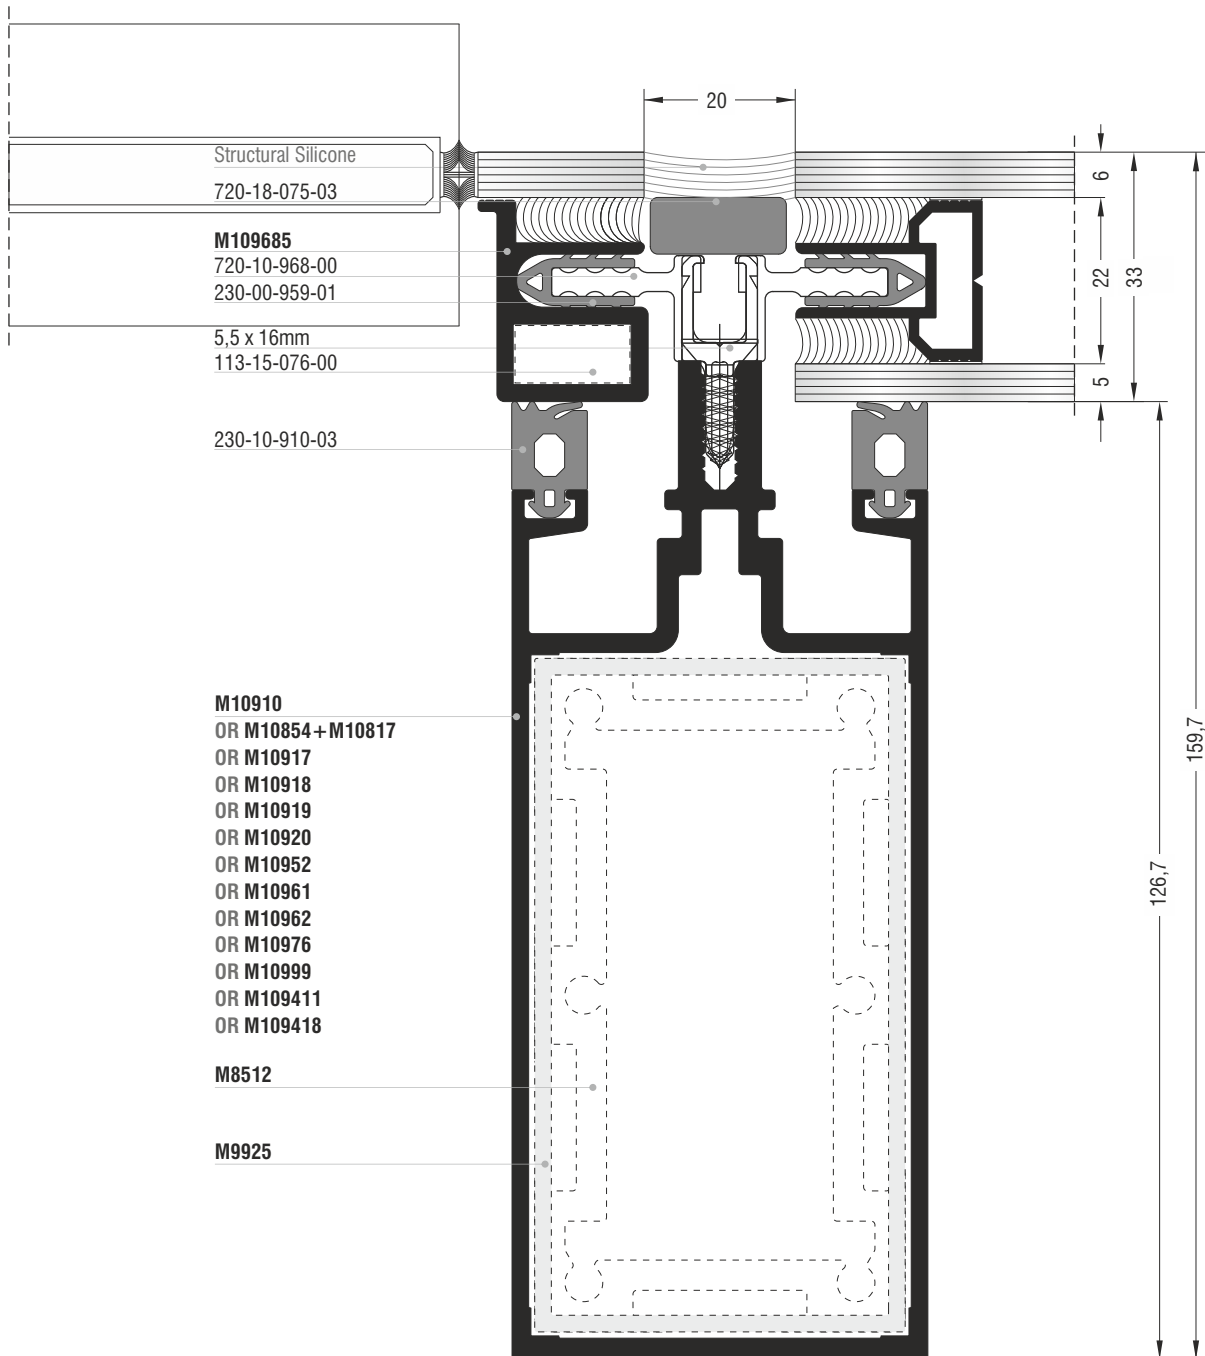 20
Structural Silicone
720-18-075-03
6
M109685
720-10-968-00
230-00-959-01
22
33
5,5 x 16mm
113-15-076-00
5
230-10-910-03
M10910
OR M10854+M10817
OR M10917
OR M10918
OR M10919
OR M10920
OR M10952
OR M10961
OR M10962
OR M10976
OR M10999
OR M109411
OR M109418
159,7
126,7
M8512
M9925